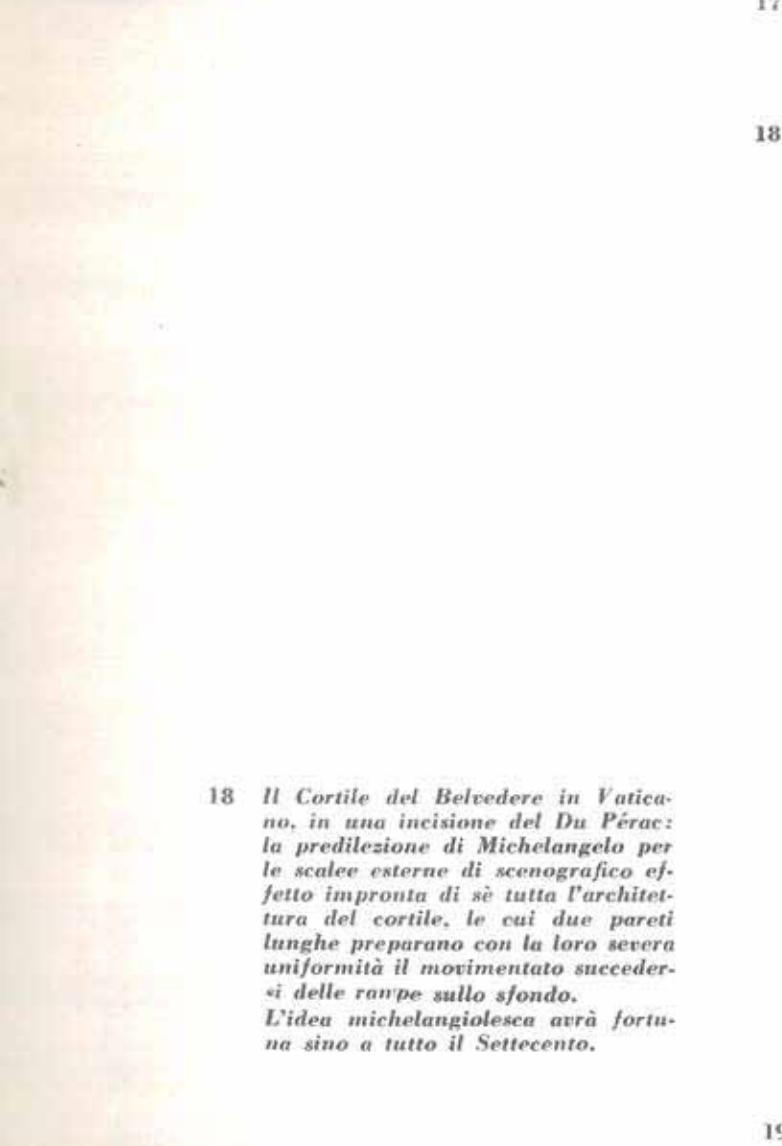 17
18
18 Il Cortile del Belvedere in Vatica-
no, in una incisione del Du Pérac:
la predilezione di Michelangelo per
le scalee esterne di scenografico ef-
fetto impronta di sè tutta l'architet-
tura del cortile, le cui due pareti
lunghe preparano con la loro severa
uniformità il movimentato succeder-
si delle rampe sullo sfondo.
L'idea michelangiolesca avrà fortu-
na sino a tutto il Settecento.
19